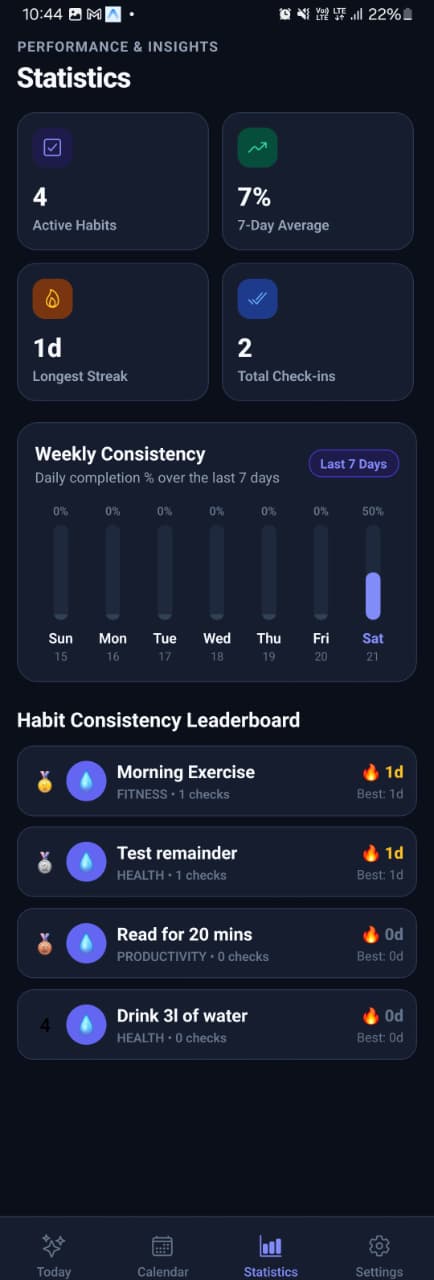 10:44 22%
PERFORMANCE & INSIGHTS
Statistics
4
Active Habits
7%
7-Day Average
1d
Longest Streak
2
Total Check-ins
Weekly Consistency
Daily completion % over the last 7 days
Last 7 Days
0% 0% 0% 0% 0% 0% 50%
Sun Mon Tue Wed Thu Fri Sat
15 16 17 18 19 20 21
Habit Consistency Leaderboard
Morning Exercise
🔥 1d
FITNESS • 1 checks
Best: 1d
Test remainder
🔥 1d
HEALTH • 1 checks
Best: 1d
Read for 20 mins
🔥 0d
PRODUCTIVITY • 0 checks
Best: 0d
4
Drink 3l of water
🔥 0d
HEALTH • 0 checks
Best: 0d
Today Calendar Statistics Settings